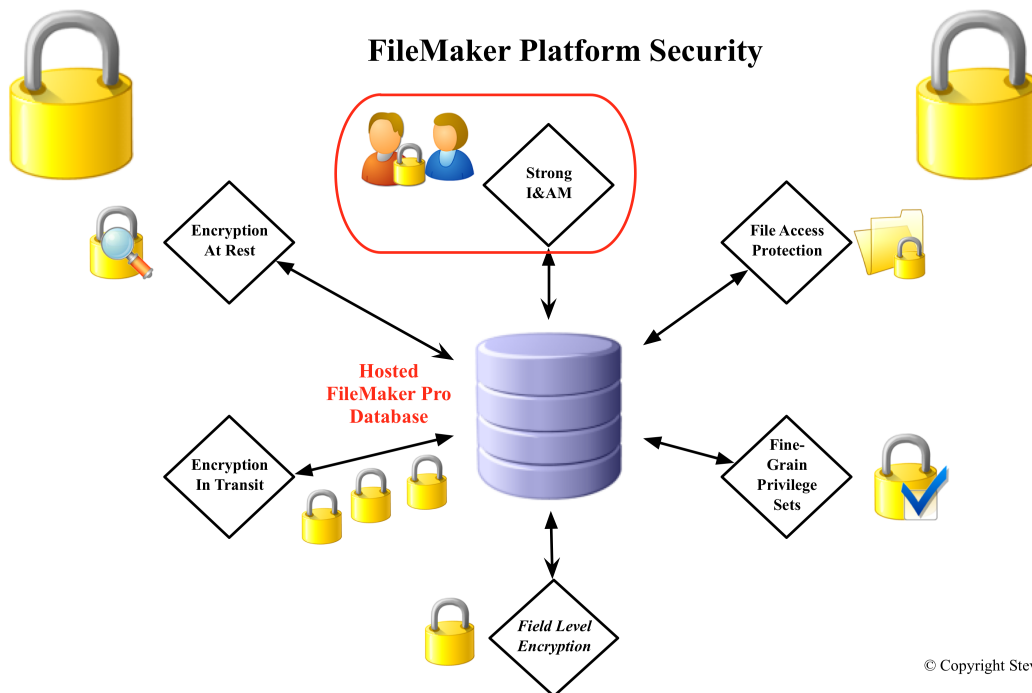 FileMaker Platform Security
Strong
I&AM
Encryption
At Rest
File Access
Protection
Hosted
FileMaker Pro
Database
Encryption
In Transit
Fine-
Grain
Privilege
Sets
Field Level
Encryption
© Copyright Stev